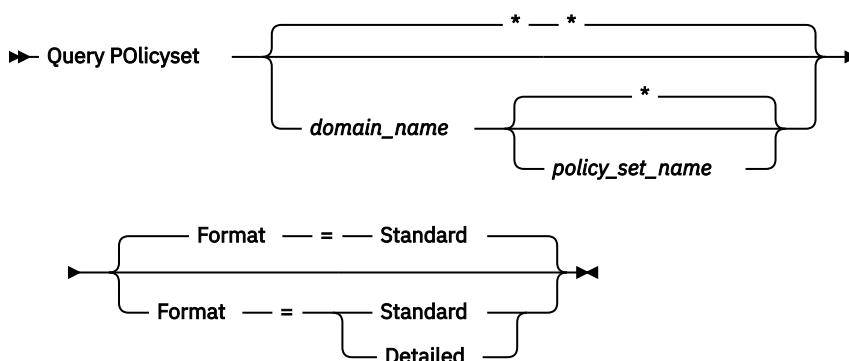 * *
Query POlicyset
*
domain_name
policy_set_name
Format = Standard
Format = Standard
Detailed